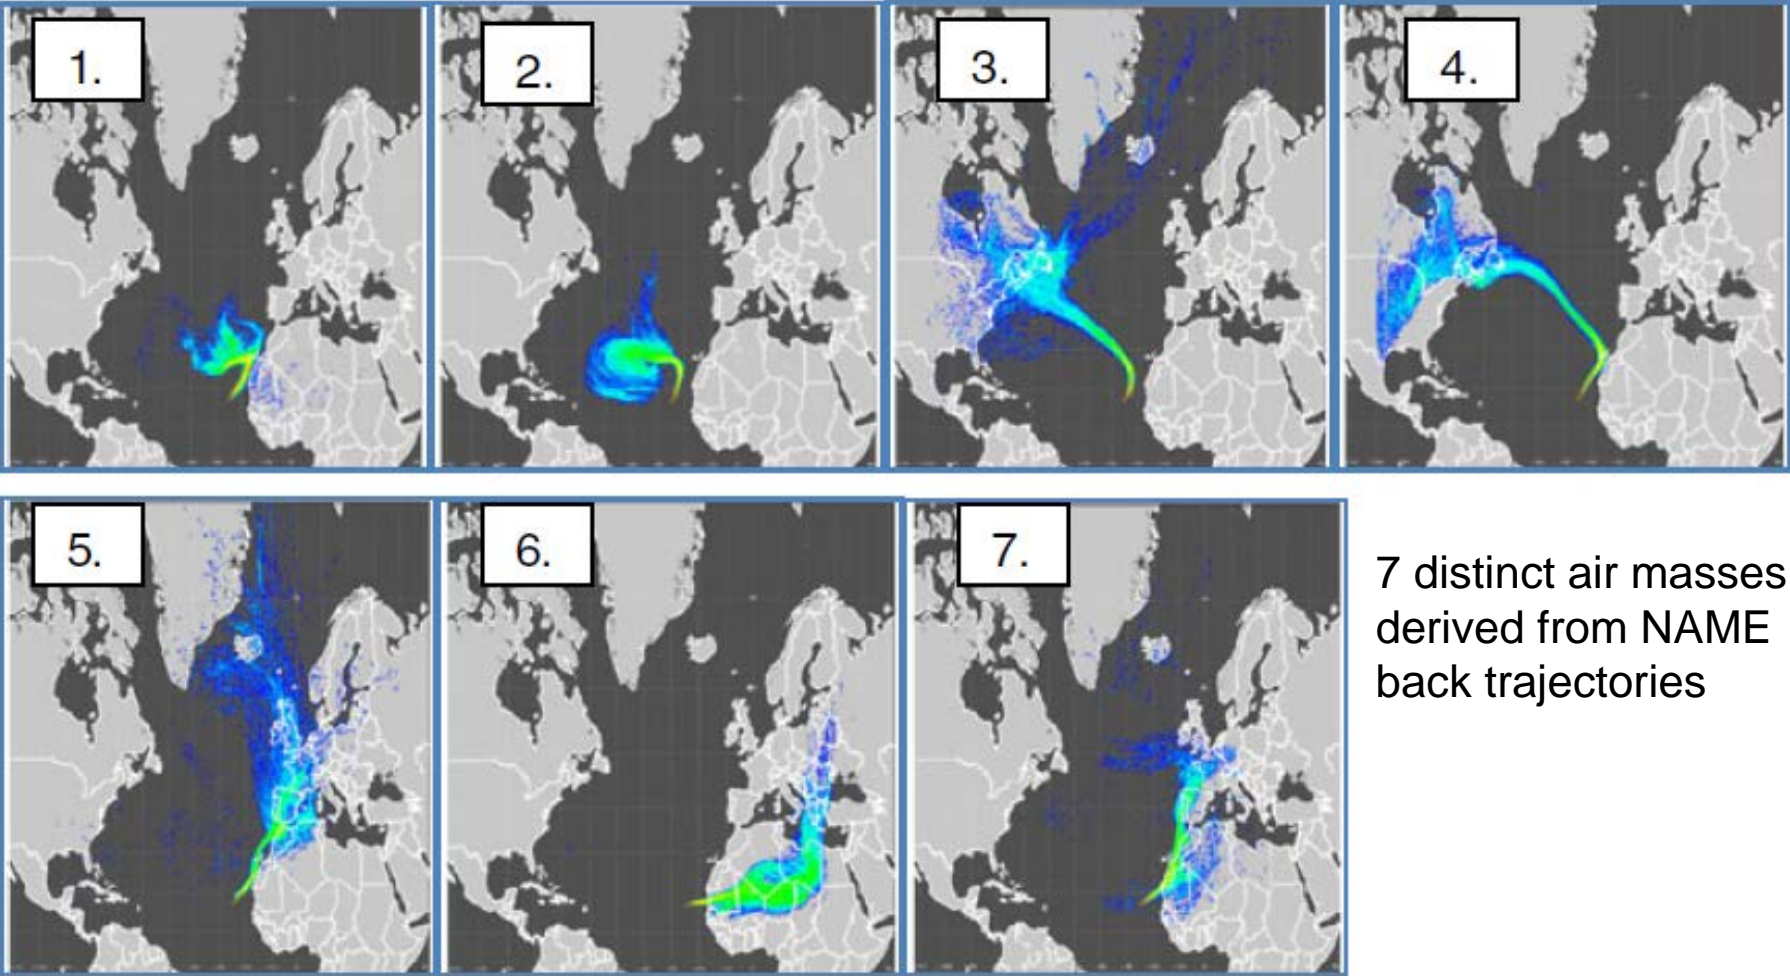 1.
2.
3.
4.
5.
6.
7.
7 distinct air masses
derived from NAME
back trajectories